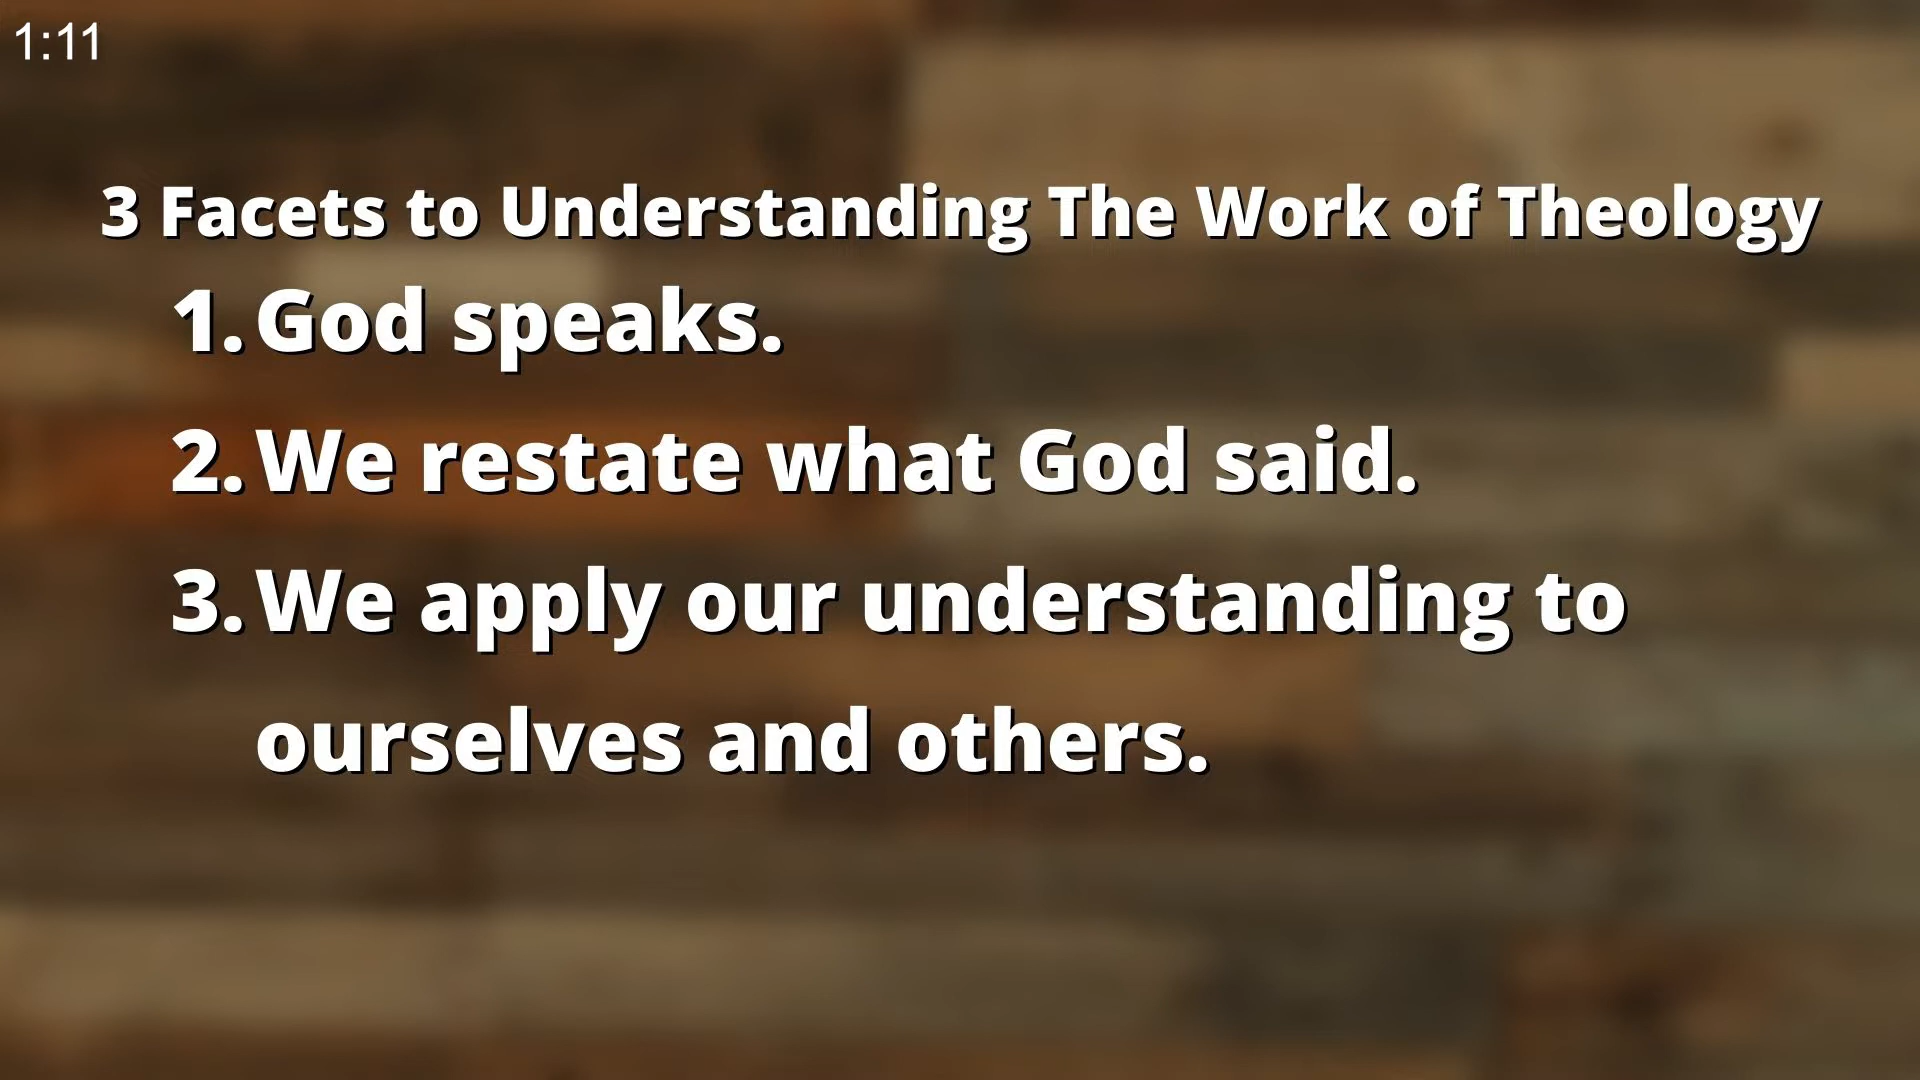 1:11
3 Facets to Understanding The Work of Theology
1. God speaks.
2. We restate what God said.
3. We apply our understanding to
ourselves and others.